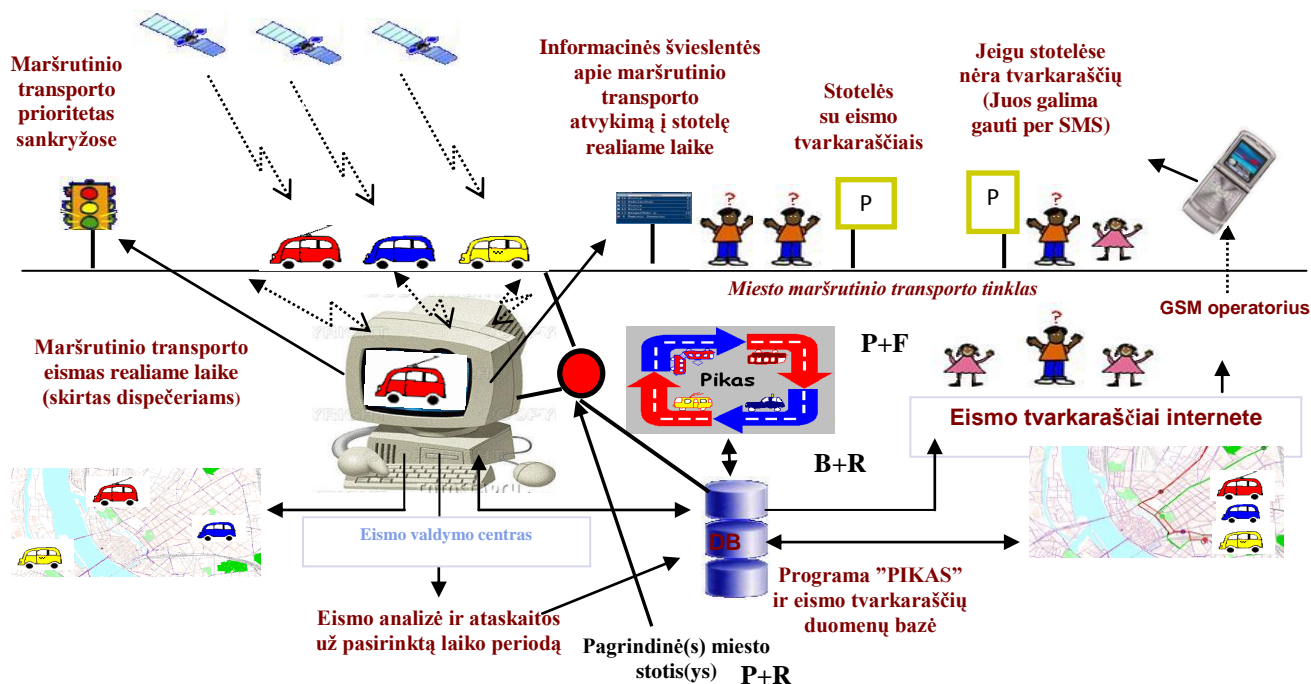 Maršrutinio
transporto
prioritetas
sankryžose
Informacinės švieslentės
apie maršrutinio
transporto
atvykimą į stotelę
realiame laike
Stotelės
su eismo
tvarkaraščiais
Jeigu stotelėse
nėra tvarkaraščių
(Juos galima
gauti per SMS)
?
?
P
P
?
Miesto maršrutinio transporto tinklas
GSM operatorius
Maršrutinio transporto
eismas realiame laike
(skirtas dispečeriams)
Pikas
P+F
?
Eismo tvarkaraščiai internete
B+R
Eismo valdymo centras
DB
Programa ”PIKAS”
ir eismo tvarkaraščių
duomenų bazė
Eismo analizė ir ataskaitos
už pasirinktą laiko periodą
Pagrindinė(s) miesto
stotis(ys)
P+R